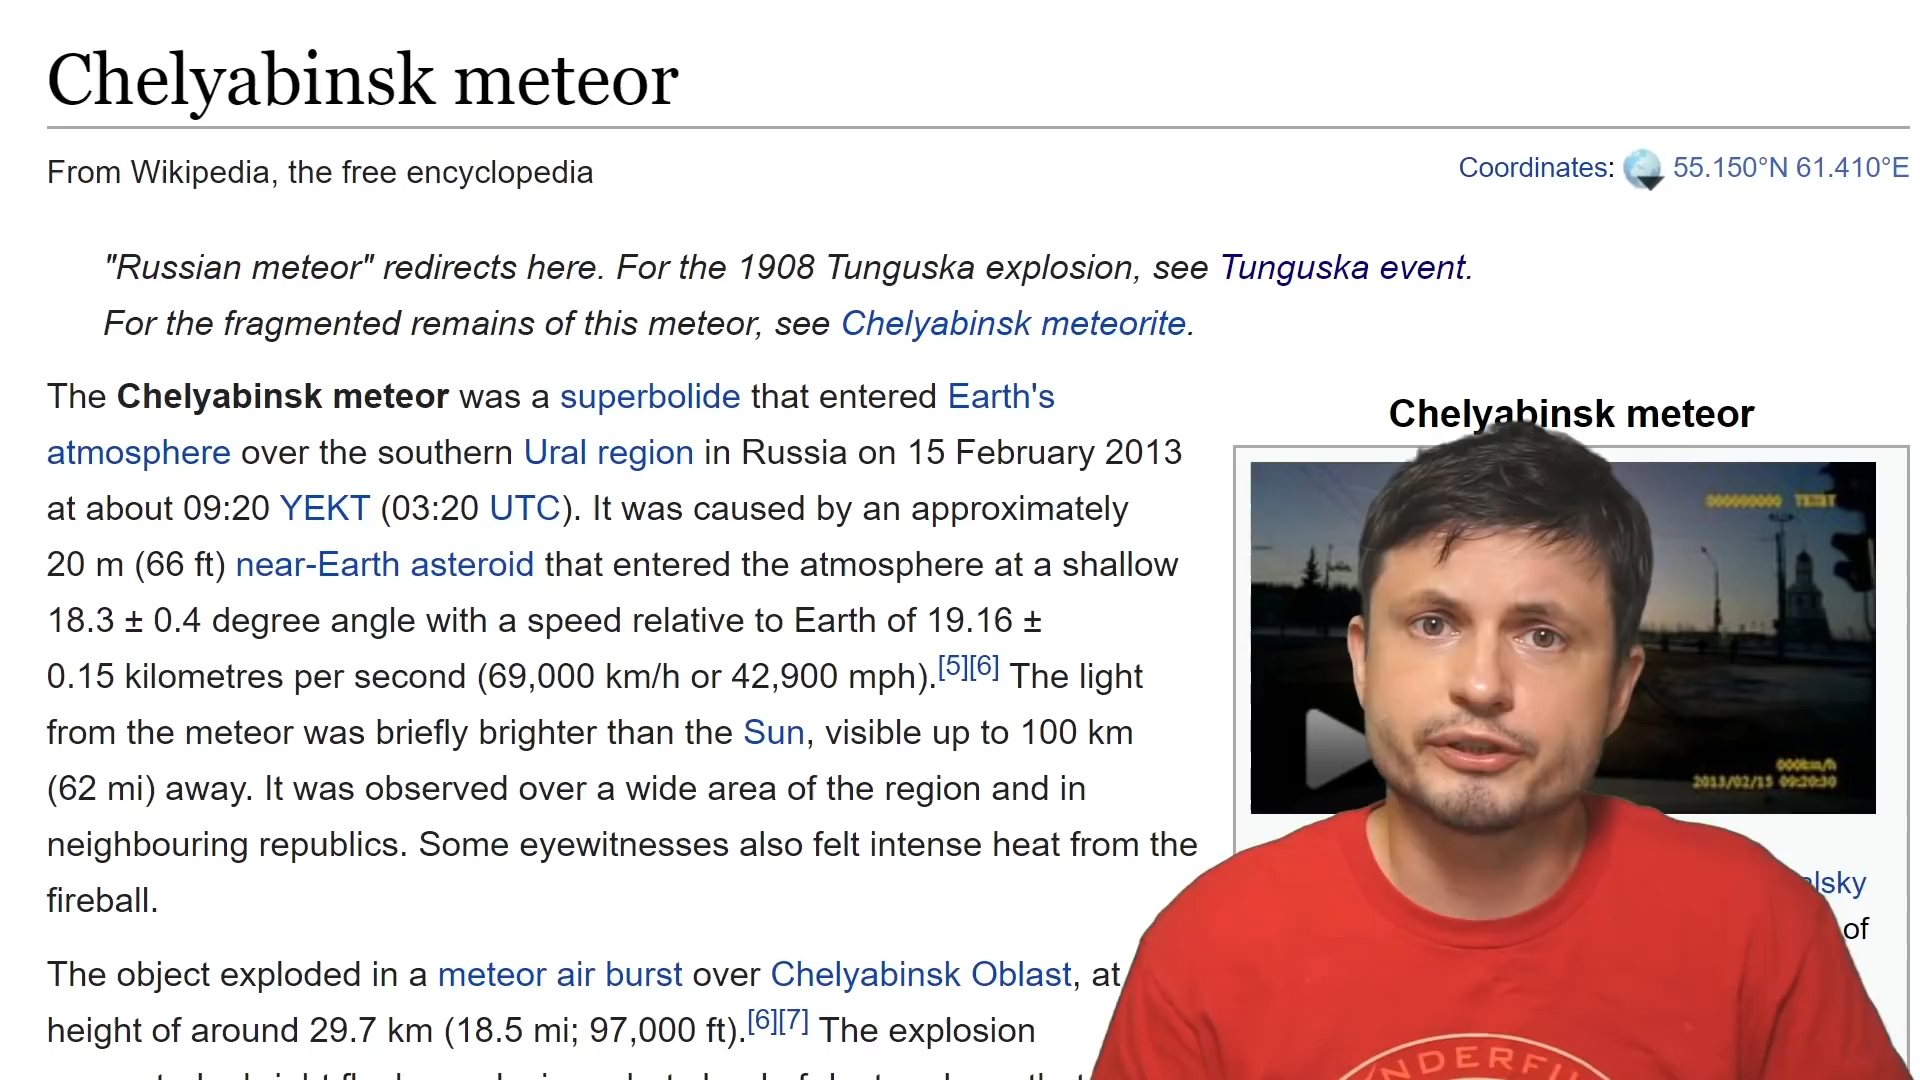 Chelyabinsk meteor
From Wikipedia, the free encyclopedia
Coordinates: 55.150°N 61.410°E
"Russian meteor" redirects here. For the 1908 Tunguska explosion, see Tunguska event.
For the fragmented remains of this meteor, see Chelyabinsk meteorite.
The Chelyabinsk meteor was a superbolide that entered Earth's
atmosphere over the southern Ural region in Russia on 15 February 2013
at about 09:20 YEKT (03:20 UTC). It was caused by an approximately
20 m (66 ft) near-Earth asteroid that entered the atmosphere at a shallow
18.3 ± 0.4 degree angle with a speed relative to Earth of 19.16 ±
0.15 kilometres per second (69,000 km/h or 42,900 mph).[5][6] The light
from the meteor was briefly brighter than the Sun, visible up to 100 km
(62 mi) away. It was observed over a wide area of the region and in
neighbouring republics. Some eyewitnesses also felt intense heat from the
fireball.
The object exploded in a meteor air burst over Chelyabinsk Oblast, at
height of around 29.7 km (18.5 mi; 97,000 ft).[6][7] The explosion
Chelyabinsk meteor
000km/h
2013/02/15 09:20:30
alsky
of
NDERFU